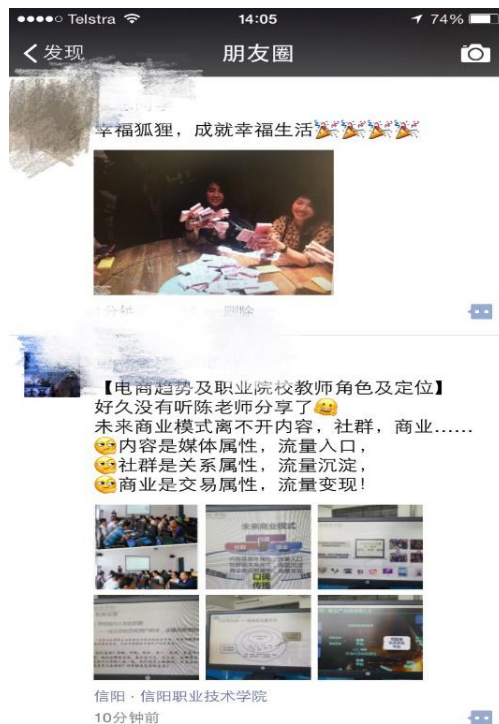 Telstra 14:05 74%
发现 朋友圈
幸福狐狸，成就幸福生活
删除
【电商趋势及职业院校教师角色及定位】
好久没有听陈老师分享了
未来商业模式离不开内容，社群，商业……
内容是媒体属性，流量入口，
社群是关系属性，流量沉淀，
商业是交易属性，流量变现！
未来商业模式
口碑
传播
信阳 · 信阳职业技术学院
10分钟前